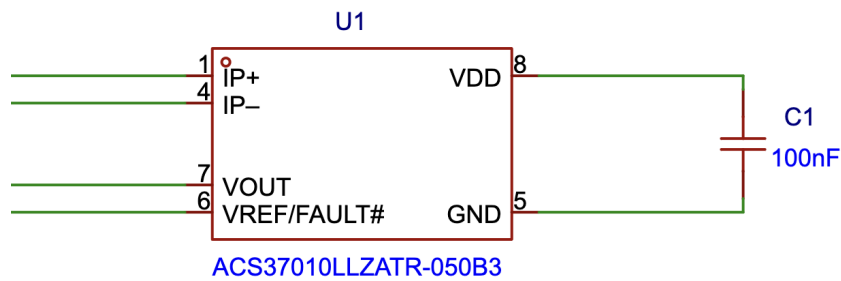 U1
1 IP+
4 IP–
7 VOUT
6 VREF/FAULT#
VDD 8
GND 5
ACS37010LLZATR-050B3
C1
100nF